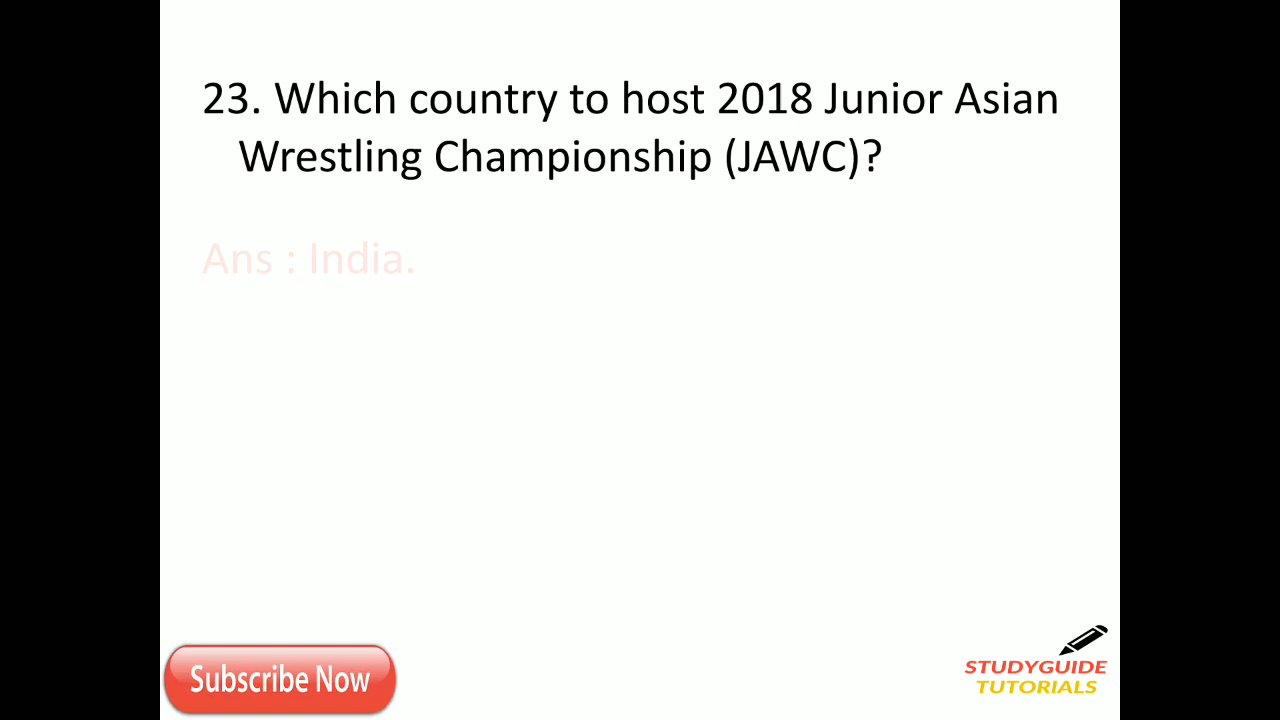 23. Which country to host 2018 Junior Asian
Wrestling Championship (JAWC)?
Ans : India.
Subscribe Now
STUDYGUIDE
TUTORIALS